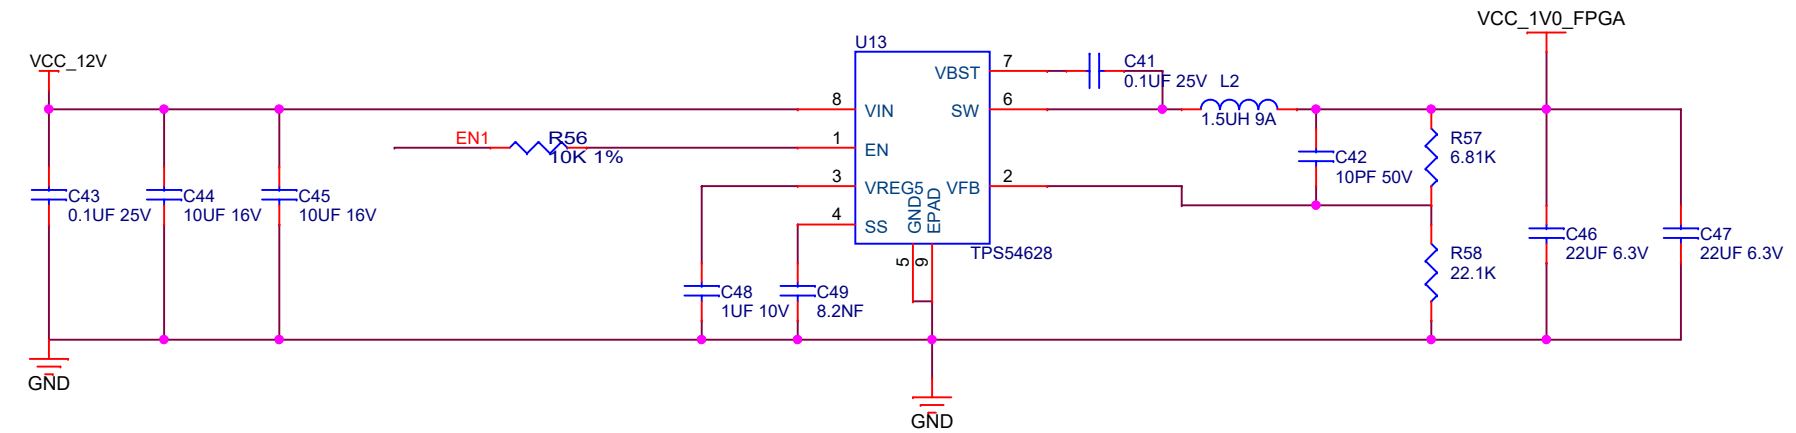 VCC_1V0_FPGA
VCC_12V
U13
7
VBST
C41
0.1UF 25V
L2
8
VIN
6
SW
1.5UH 9A
EN1
R56
10K 1%
1
EN
R57
6.81K
C42
10PF 50V
3
VREG5
VFB
2
C43
0.1UF 25V
C44
10UF 16V
C45
10UF 16V
4
SS
GND
EPAD
5
9
TPS54628
C46
22UF 6.3V
C47
22UF 6.3V
R58
22.1K
C48
1UF 10V
C49
8.2NF
GND
GND